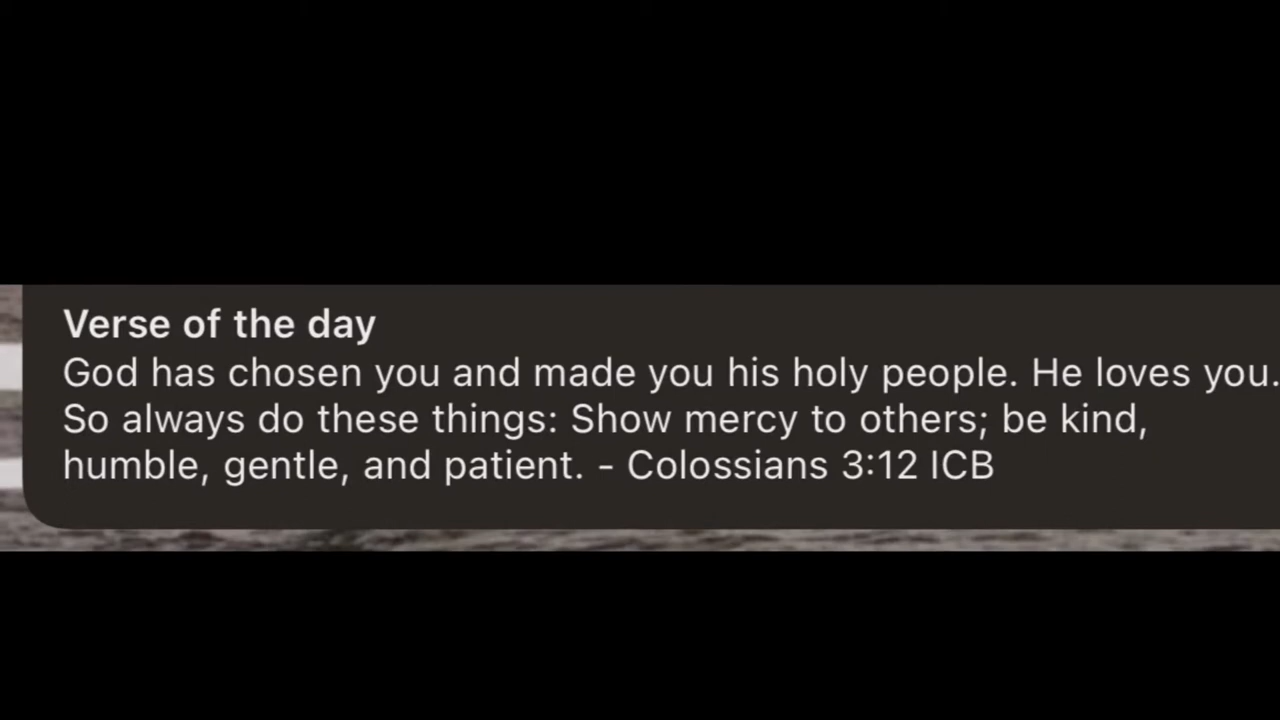 Verse of the day
God has chosen you and made you his holy people. He loves you.
So always do these things: Show mercy to others; be kind,
humble, gentle, and patient. - Colossians 3:12 ICB